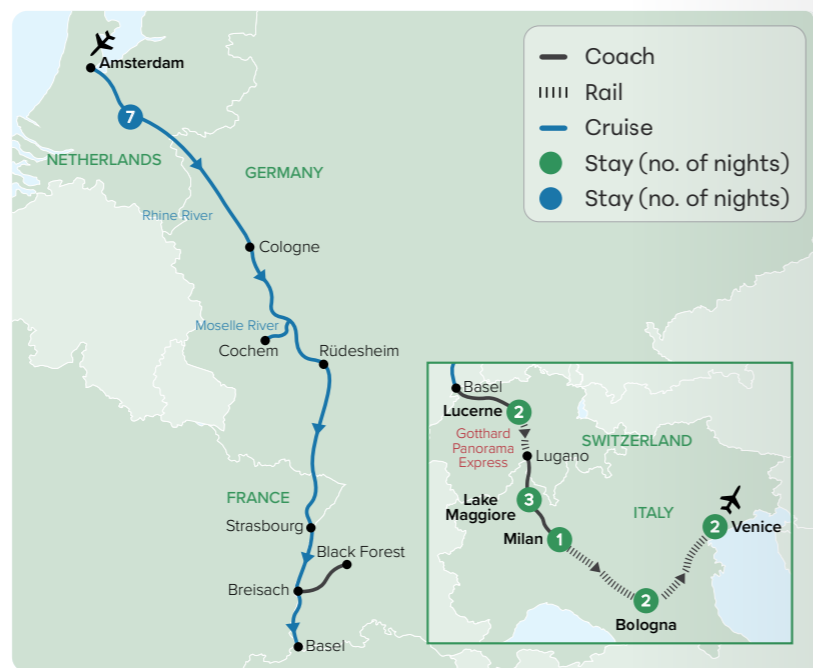 Amsterdam
7
NETHERLANDS
GERMANY
Rhine River
Cologne
Moselle River
Cochem
Rüdesheim
FRANCE
Strasbourg
Black Forest
Breisach
Basel
Coach
Rail
Cruise
Stay (no. of nights)
Stay (no. of nights)
Basel
Lucerne
2
Gotthard
Panorama
Express
SWITZERLAND
Lugano
Lake
Maggiore
3
ITALY
Milan
1
2
Venice
2
Bologna